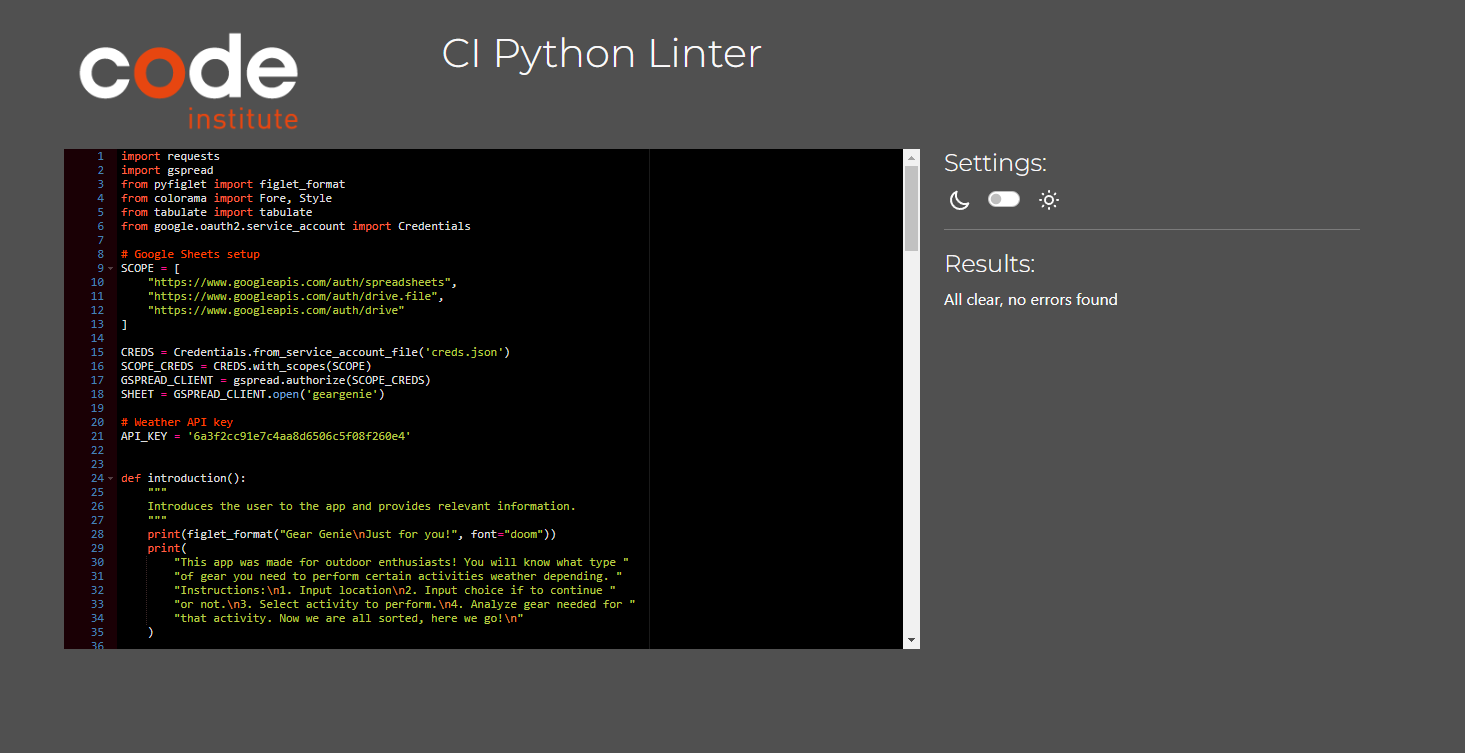 code
institute
CI Python Linter
1 import requests
2 import gspread
3 from pyfiglet import figlet_format
4 from colorama import Fore, Style
5 from tabulate import tabulate
6 from google.oauth2.service_account import Credentials
7
8 # Google Sheets setup
9 SCOPE = [
10     "https://www.googleapis.com/auth/spreadsheets",
11     "https://www.googleapis.com/auth/drive.file",
12     "https://www.googleapis.com/auth/drive"
13 ]
14
15 CREDS = Credentials.from_service_account_file('creds.json')
16 SCOPE_CREDS = CREDS.with_scopes(SCOPE)
17 GSPREAD_CLIENT = gspread.authorize(SCOPE_CREDS)
18 SHEET = GSPREAD_CLIENT.open('geargenie')
19
20 # Weather API key
21 API_KEY = '6a3f2cc91e7c4aa8d6506c5f08f260e4'
22
23
24 def introduction():
25     """
26     Introduces the user to the app and provides relevant information.
27     """
28     print(figlet_format("Gear Genie\nJust for you!", font="doom"))
29     print(
30         "This app was made for outdoor enthusiasts! You will know what type "
31         "of gear you need to perform certain activities weather depending. "
32         "Instructions:\n1. Input location\n2. Input choice if to continue "
33         "or not.\n3. Select activity to perform.\n4. Analyze gear needed for "
34         "that activity. Now we are all sorted, here we go!\n"
35     )
36
Settings:
Results:
All clear, no errors found